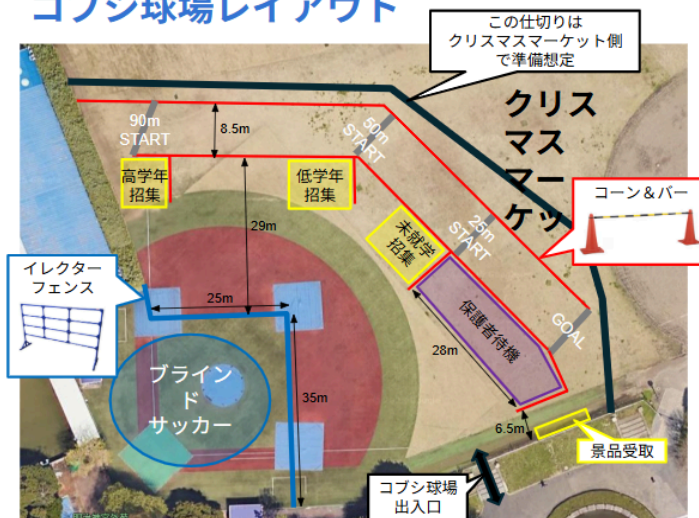 コブシ球場レイアウト
この仕切りは
クリスマスマーケット側
で準備想定
クリス
マス
マー
ケッ
90m
START
8.5m
50m
START
高学年
招集
低学年
招集
コーン＆バー
29m
未就学
招集
25m
START
イレクター
フェンス
25m
保護者待機
GOAL
28m
ブライン
ド
サッカー
35m
6.5m
景品受取
コブシ球場
出入口